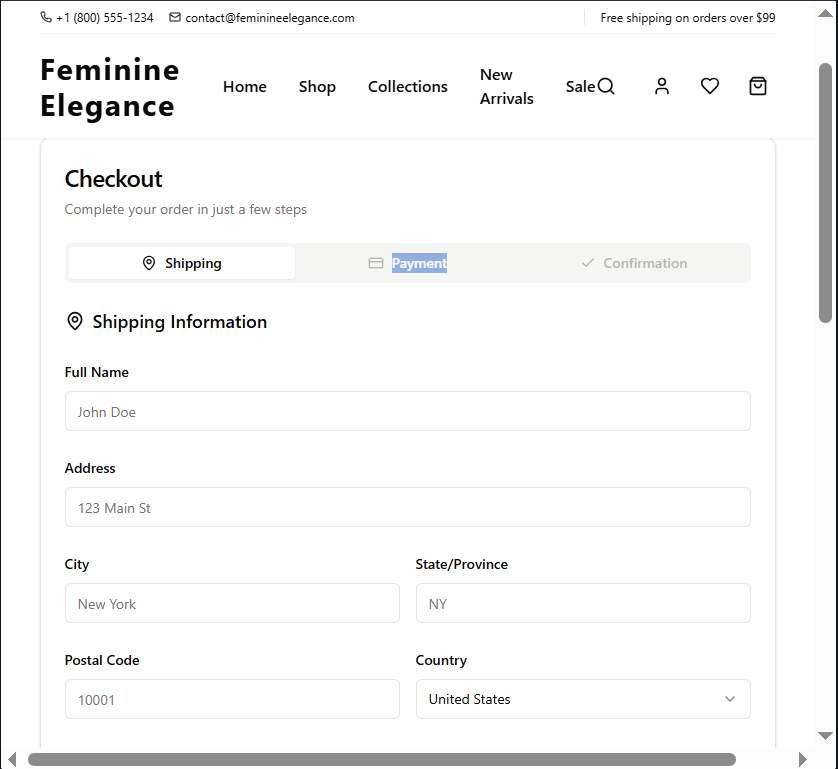 +1 (800) 555-1234 contact@feminineelegance.com Free shipping on orders over $99
Feminine
Elegance
Home Shop Collections New
Arrivals Sale
Checkout
Complete your order in just a few steps
Shipping Payment Confirmation
Shipping Information
Full Name
John Doe
Address
123 Main St
City State/Province
New York NY
Postal Code Country
10001 United States